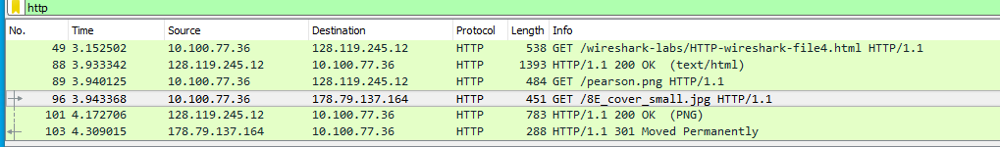 http
No. Time Source Destination Protocol Length Info
49 3.152502 10.100.77.36 128.119.245.12 HTTP 538 GET /wireshark-labs/HTTP-wireshark-file4.html HTTP/1.1
88 3.933342 128.119.245.12 10.100.77.36 HTTP 1393 HTTP/1.1 200 OK (text/html)
89 3.940125 10.100.77.36 128.119.245.12 HTTP 484 GET /pearson.png HTTP/1.1
96 3.943368 10.100.77.36 178.79.137.164 HTTP 451 GET /8E_cover_small.jpg HTTP/1.1
101 4.172706 128.119.245.12 10.100.77.36 HTTP 783 HTTP/1.1 200 OK (PNG)
103 4.309015 178.79.137.164 10.100.77.36 HTTP 288 HTTP/1.1 301 Moved Permanently